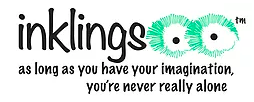 inklings™
as long as you have your imagination,
you're never really alone